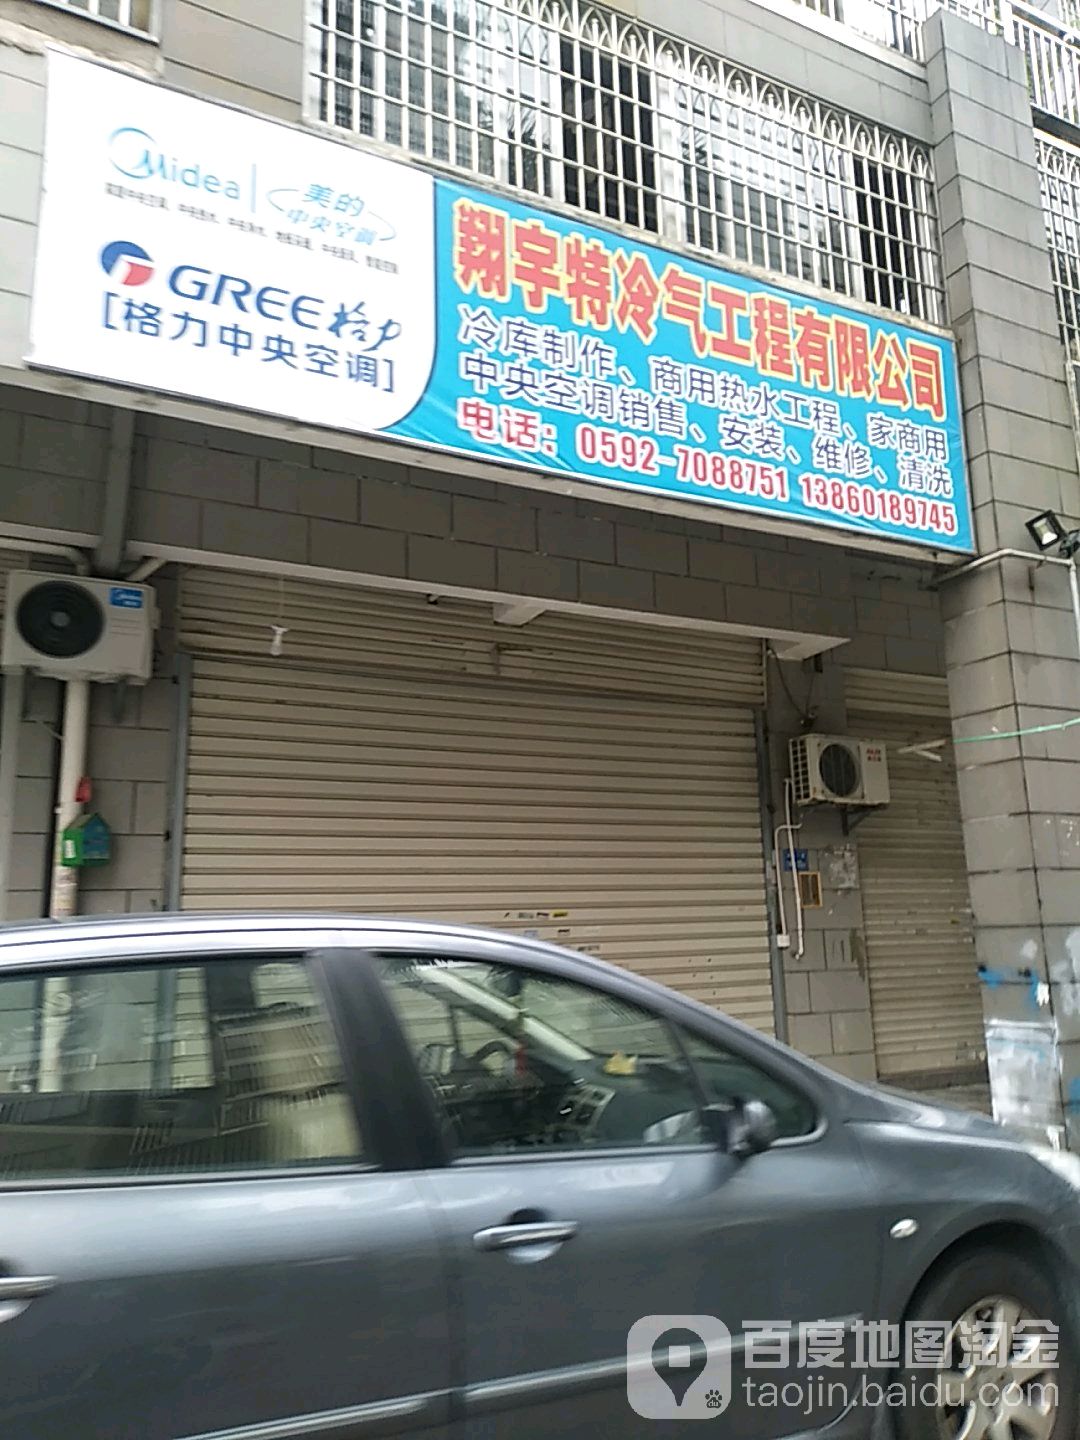 Midea
美的
中央空调
GREE格力
[格力中央空调]
翔宇特冷气工程有限公司
冷库制作、商用热水工程、家商用
中央空调销售、安装、维修、清洗
电话：0592-7088751 13860189745
Midea
百度地图淘金
taojin.baidu.com